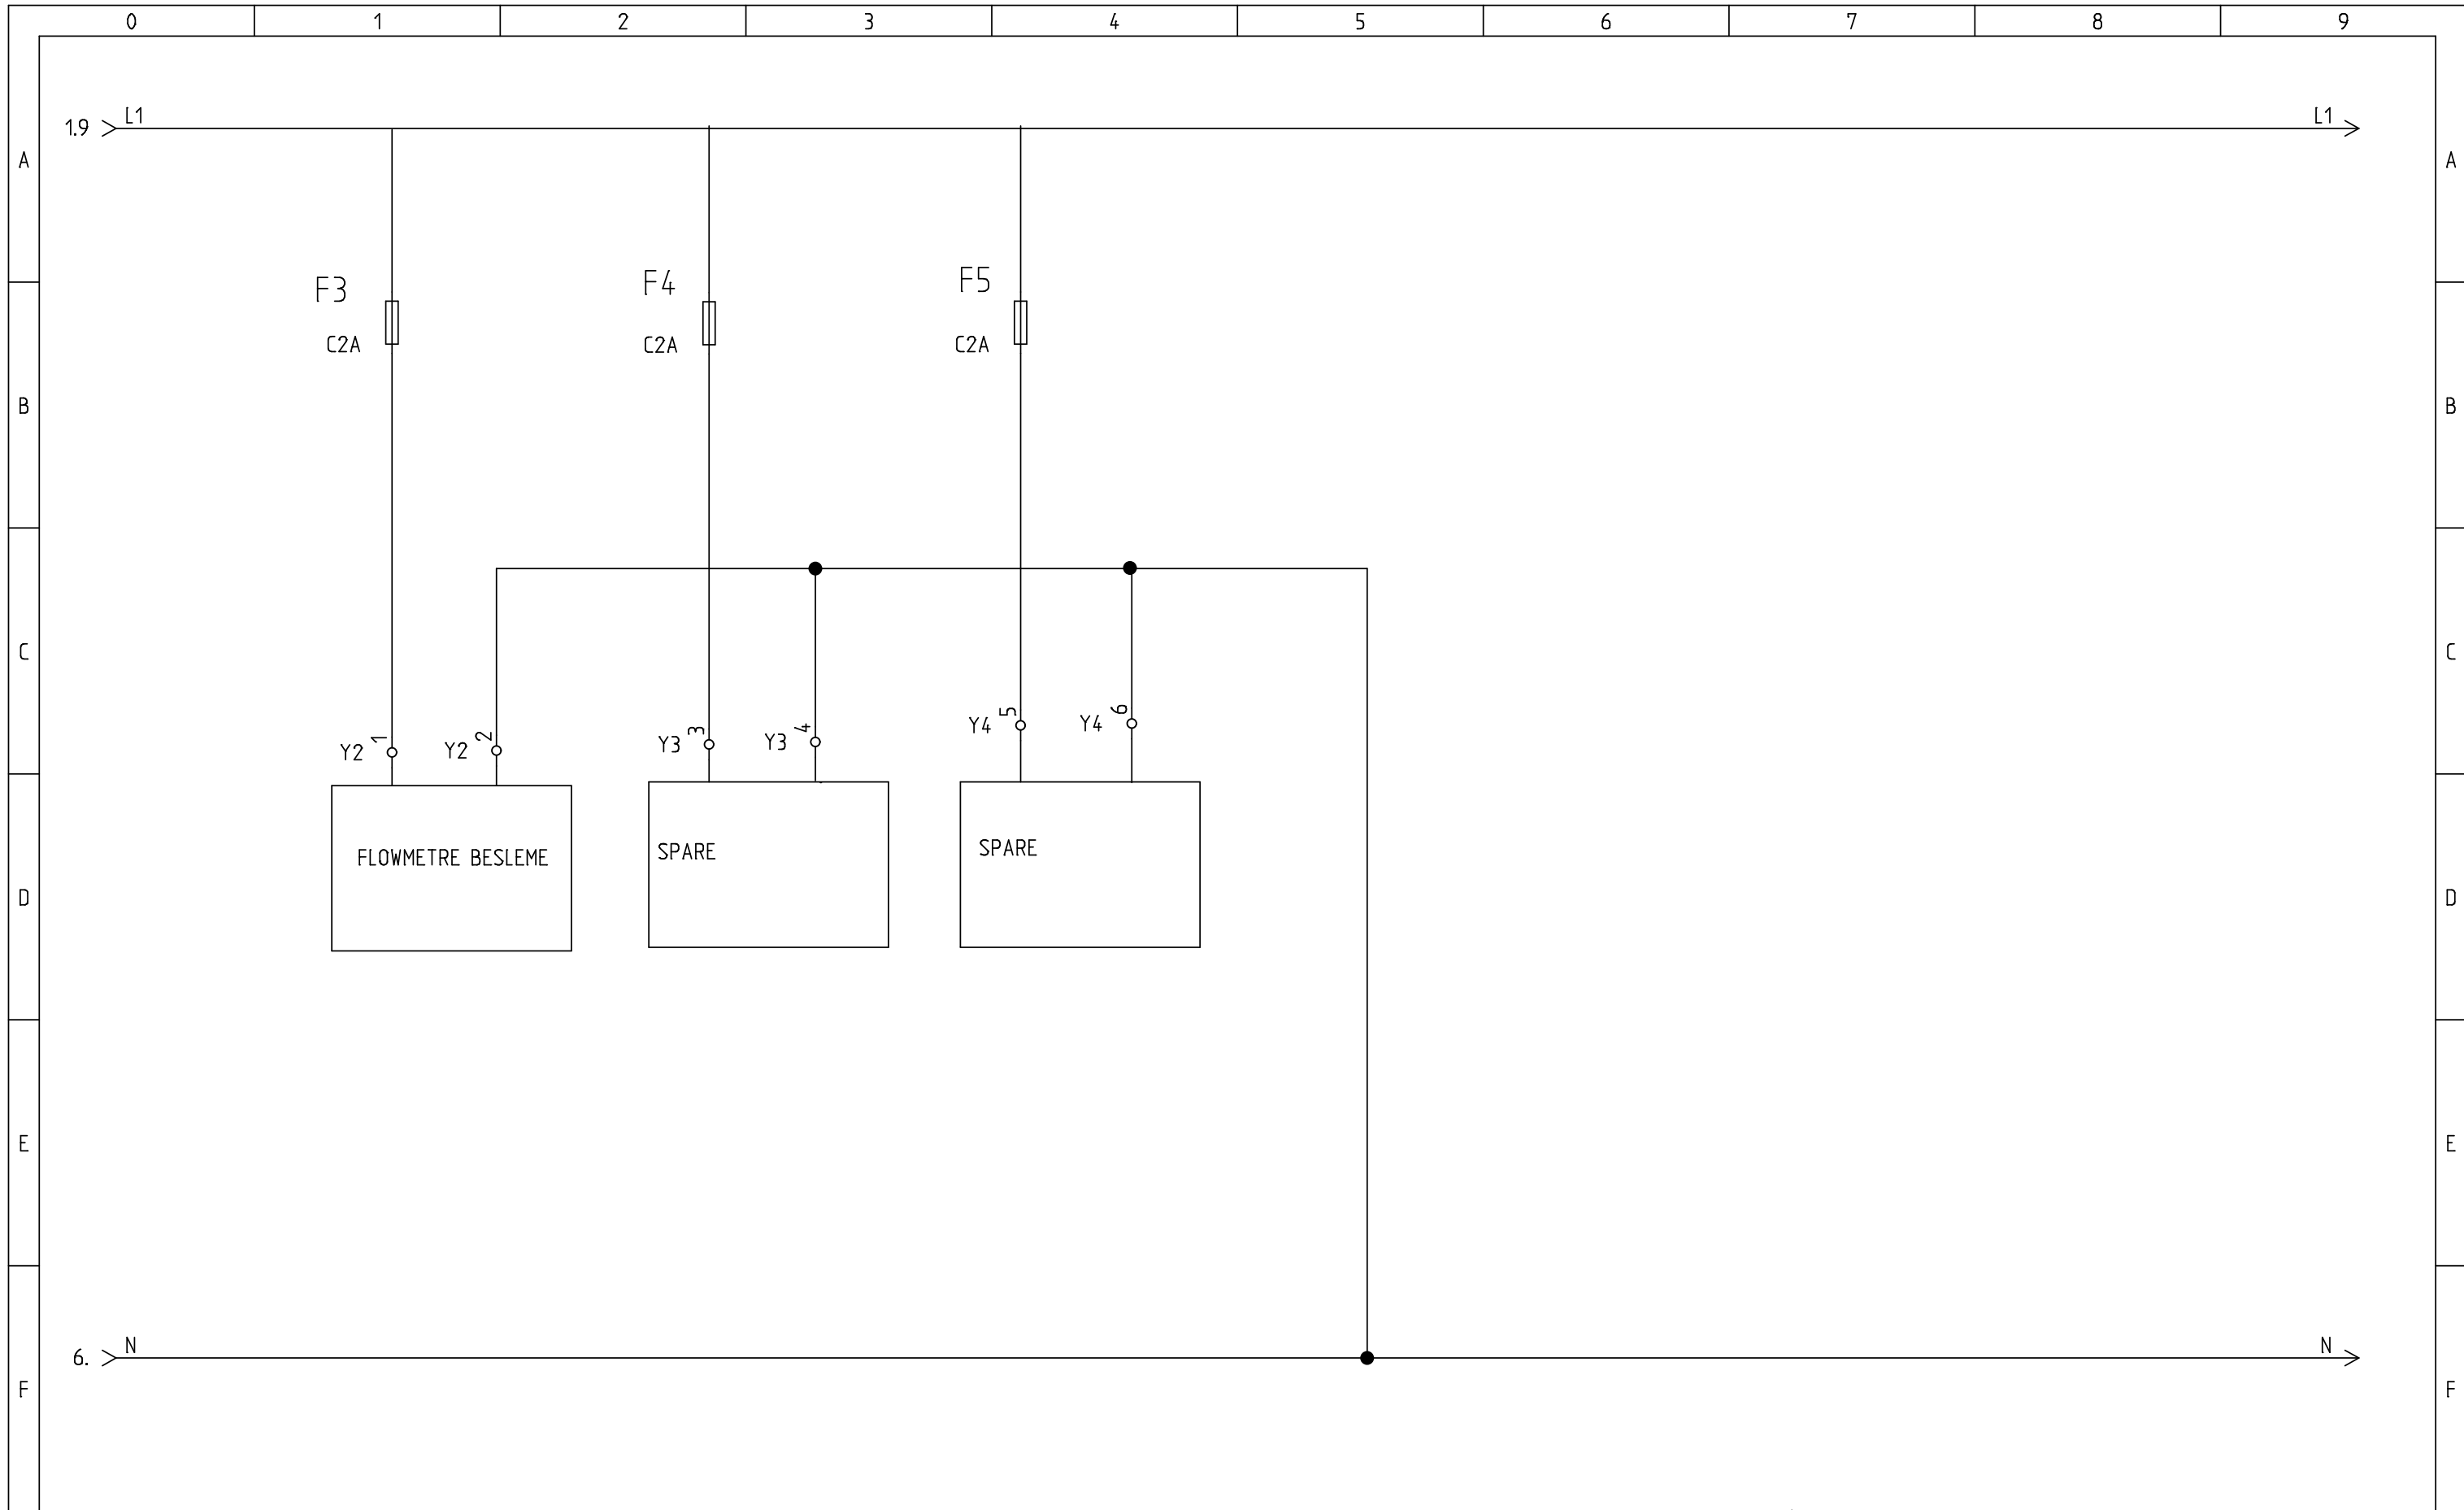 0 1 2 3 4 5 6 7 8 9
1.9 L1 L1
A A
F3 F4 F5
C2A C2A C2A
B B
C C
Y2 1 Y2 2 Y3 3 Y3 4 Y4 5 Y4 6
FLOWMETRE BESLEME SPARE SPARE
D D
E E
6. N N
F F